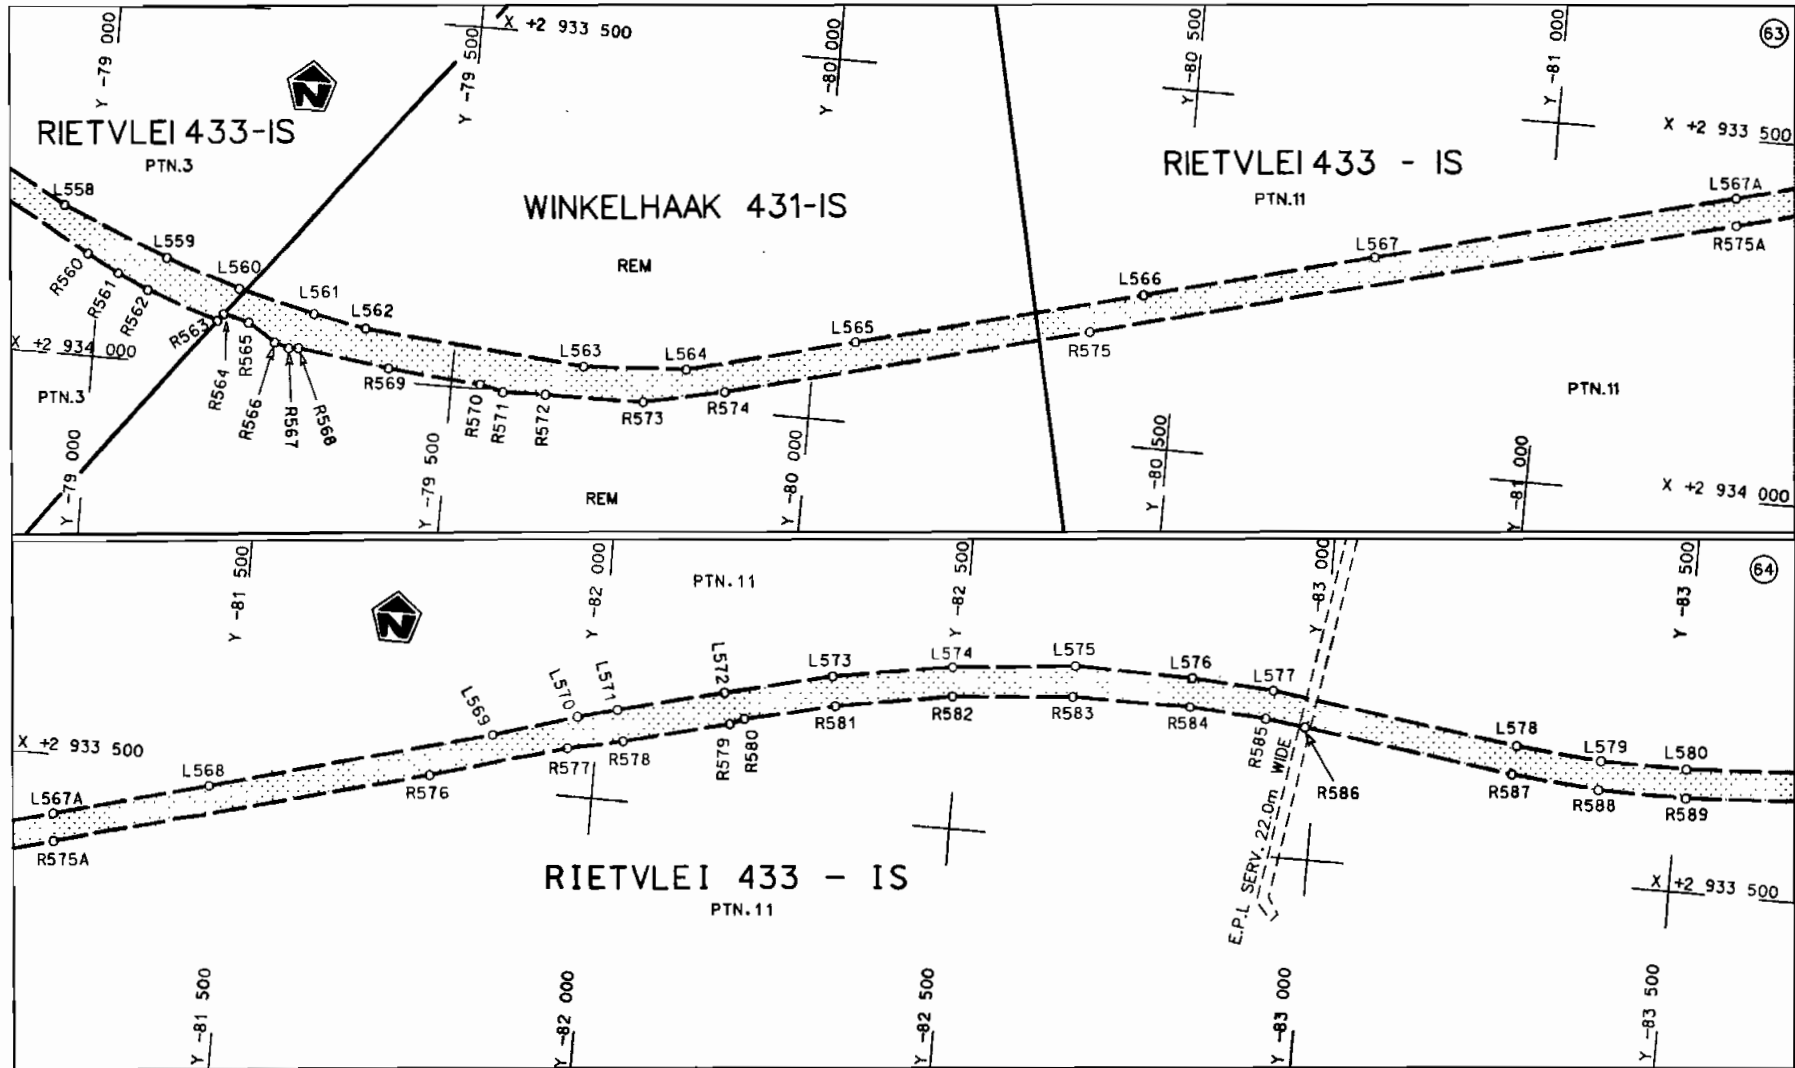 Y -79 000
Y -79 500
X +2 933 500
Y -80 000
Y -80 500
Y -81 000
63
N
RIETVLEI 433-IS
PTN.3
X +2 933 500
RIETVLEI 433 - IS
PTN.11
WINKELHAAK 431-IS
REM
L558
L559
L560
L561
L562
L563
L564
L565
L566
L567
L567A
R560
R561
R562
R563
R564
R565
R566
R567
R568
R569
R570
R571
R572
R573
R574
R575
R575A
X +2 934 000
PTN.3
PTN.11
REM
Y -79 000
Y -79 500
Y -80 000
Y -80 500
Y -81 000
X +2 934 000
Y -81 500
Y -82 000
PTN.11
Y -82 500
Y -83 000
Y -83 500
64
N
X +2 933 500
L567A
L568
L569
L570
L571
L572
L573
L574
L575
L576
L577
L578
L579
L580
R575A
R576
R577
R578
R579
R580
R581
R582
R583
R584
R585
R586
R587
R588
R589
E.P.L SERV. 22.0m WIDE
RIETVLEI 433 - IS
PTN.11
X +2 933 500
Y -81 500
Y -82 000
Y -82 500
Y -83 000
Y -83 500